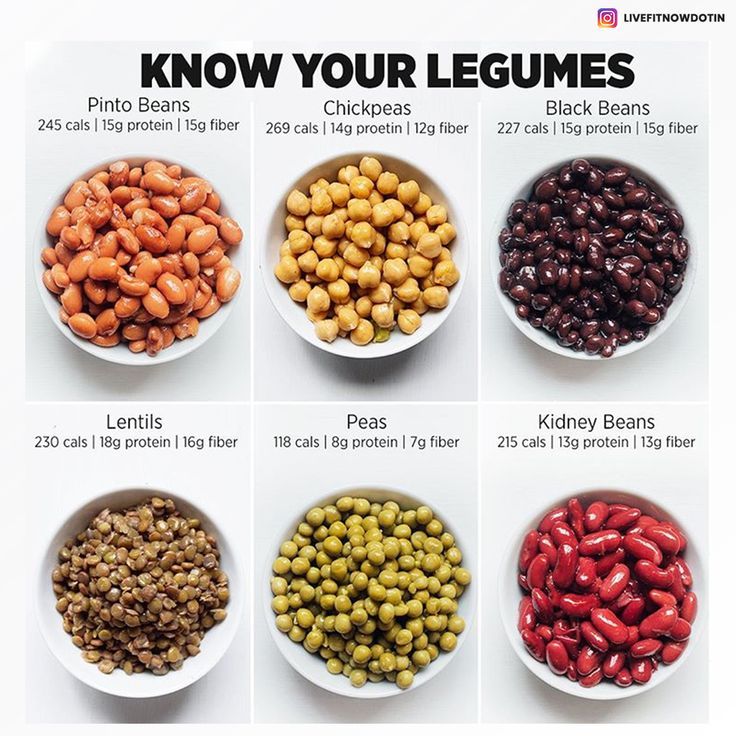 LIVEFITNOWDOTIN
KNOW YOUR LEGUMES
Pinto Beans
245 cals | 15g protein | 15g fiber
Chickpeas
269 cals | 14g proetin | 12g fiber
Black Beans
227 cals | 15g protein | 15g fiber
Lentils
230 cals | 18g protein | 16g fiber
Peas
118 cals | 8g protein | 7g fiber
Kidney Beans
215 cals | 13g protein | 13g fiber